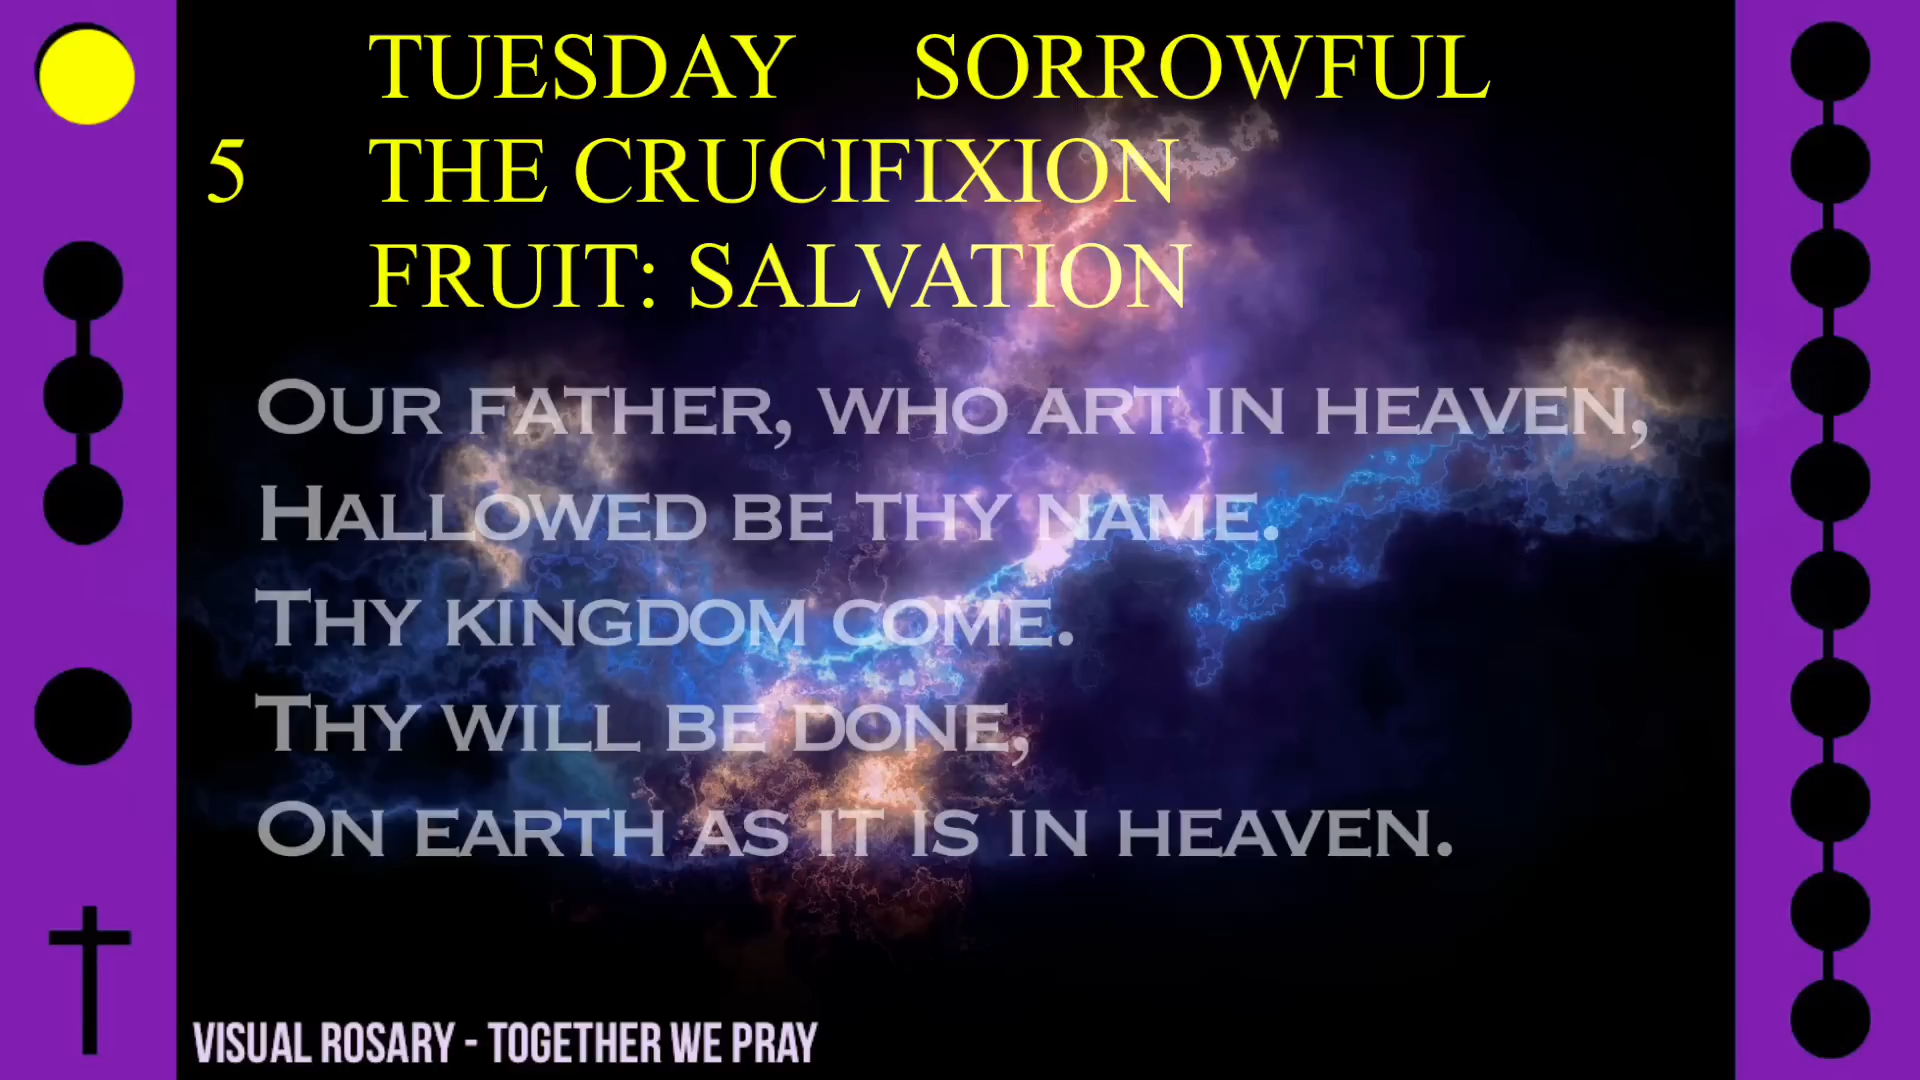 TUESDAY SORROWFUL
5 THE CRUCIFIXION
FRUIT: SALVATION
OUR FATHER, WHO ART IN HEAVEN,
HALLOWED BE THY NAME.
THY KINGDOM COME.
THY WILL BE DONE,
ON EARTH AS IT IS IN HEAVEN.
VISUAL ROSARY - TOGETHER WE PRAY